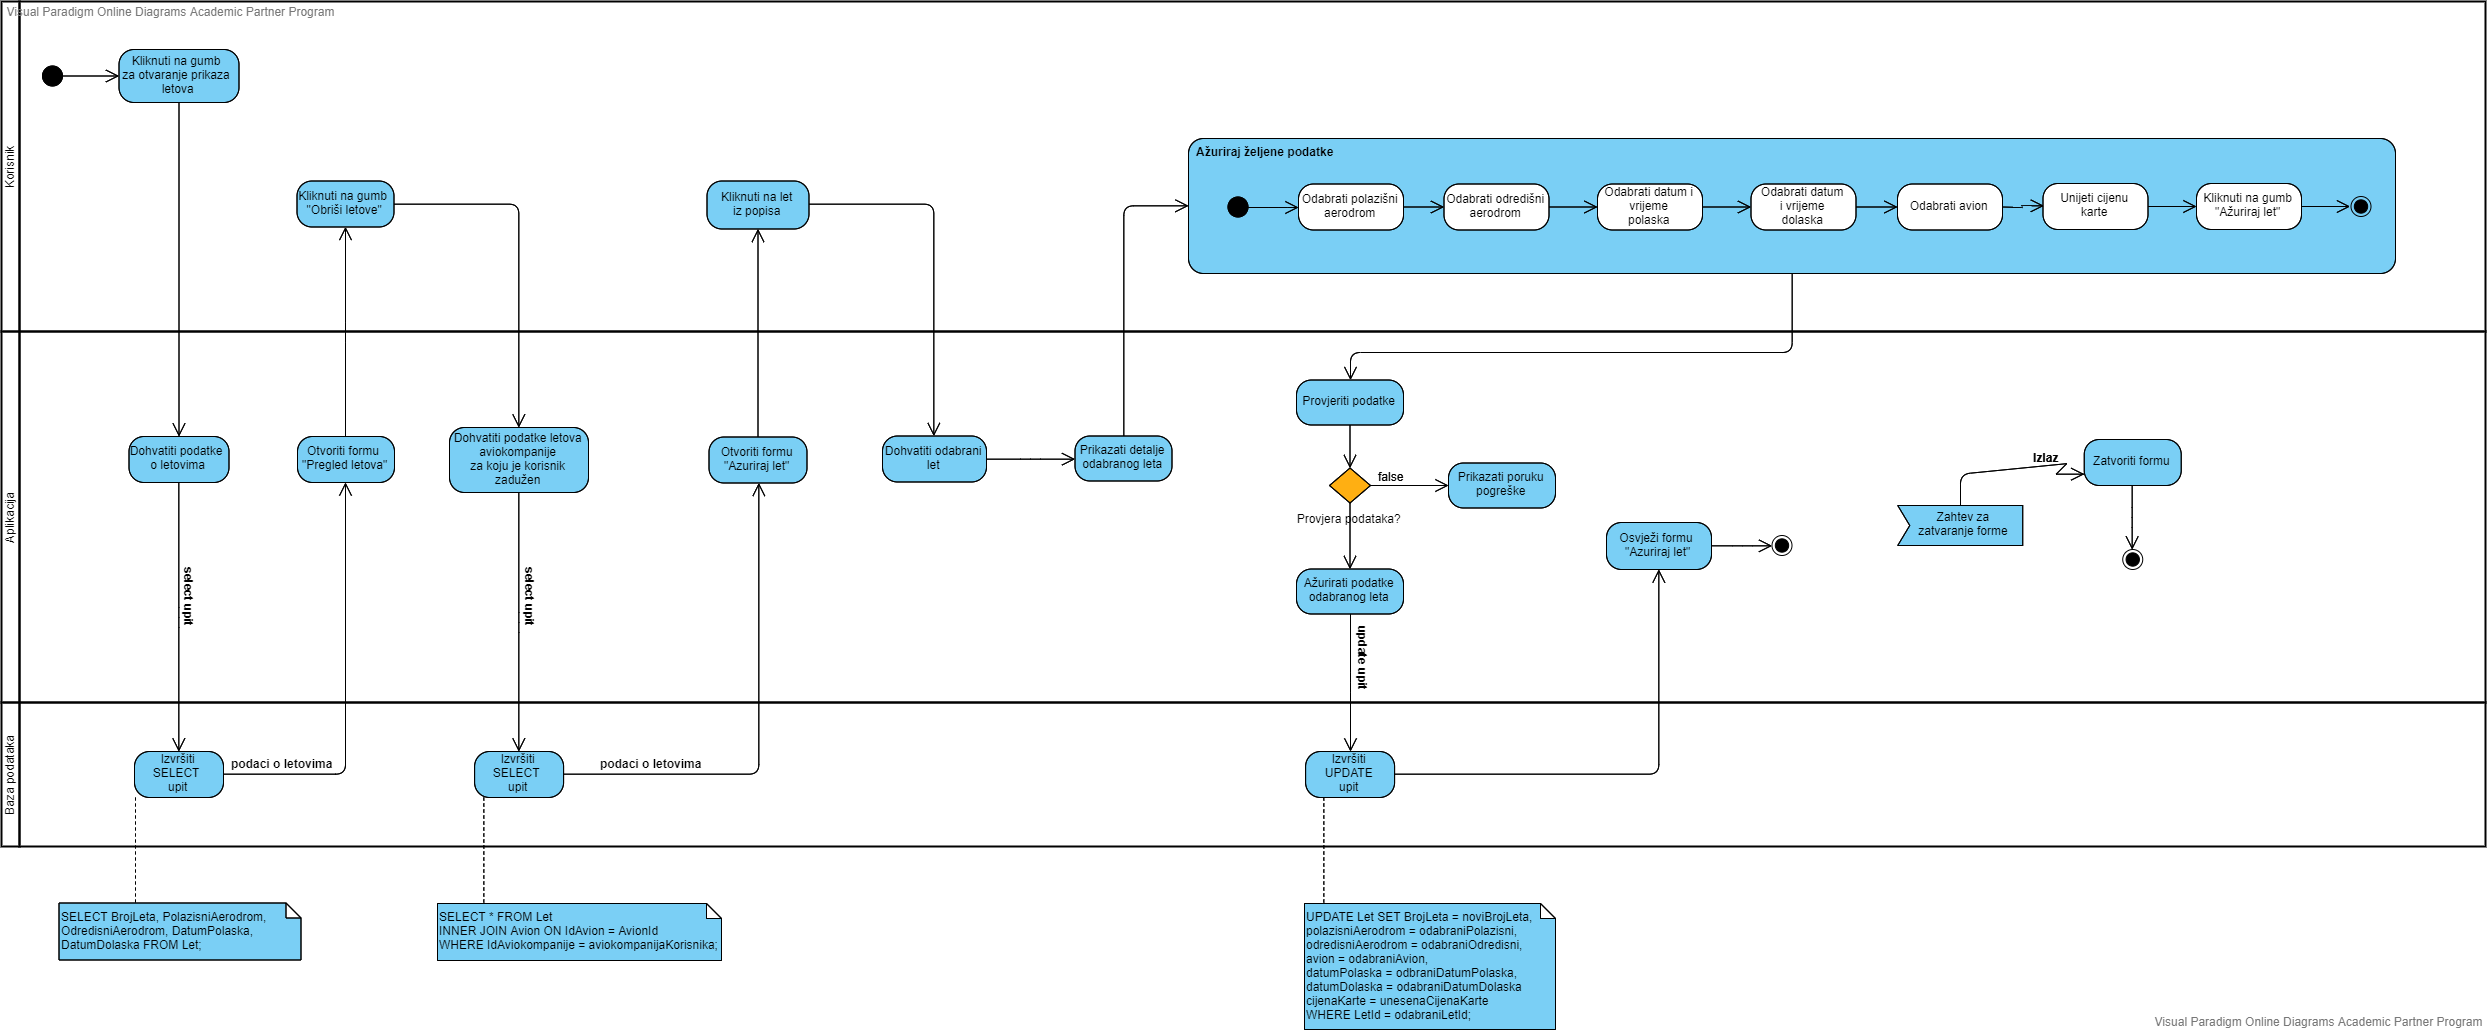 Visual Paradigm Online Diagrams Academic Partner Program
Korisnik
Kliknuti na gumb
za otvaranje prikaza
letova
Kliknuti na gumb
"Obriši letove"
Kliknuti na let
iz popisa
Ažuriraj željene podatke
Odabrati polazišni
aerodrom
Odabrati odredišni
aerodrom
Odabrati datum i
vrijeme
polaska
Odabrati datum
i vrijeme
dolaska
Odabrati avion
Unijeti cijenu
karte
Kliknuti na gumb
"Ažuriraj let"
Aplikacija
Dohvatiti podatke
o letovima
Otvoriti formu
"Pregled letova"
Dohvatiti podatke letova
aviokompanije
za koju je korisnik
zadužen
Otvoriti formu
"Azuriraj let"
Dohvatiti odabrani
let
Prikazati detalje
odabranog leta
Provjeriti podatke
false
Prikazati poruku
pogreške
Provjera podataka?
Ažurirati podatke
odabranog leta
Osvježi formu
"Azuriraj let"
Zahtev za
zatvaranje forme
Izlaz
Zatvoriti formu
select upit
select upit
update upit
Baza podataka
Izvršiti
SELECT
upit
podaci o letovima
Izvršiti
SELECT
upit
podaci o letovima
Izvršiti
UPDATE
upit
SELECT BrojLeta, PolazisniAerodrom,
OdredisniAerodrom, DatumPolaska,
DatumDolaska FROM Let;
SELECT * FROM Let
INNER JOIN Avion ON IdAvion = AvionId
WHERE IdAviokompanije = aviokompanijaKorisnika;
UPDATE Let SET BrojLeta = noviBrojLeta,
polazisniAerodrom = odabraniPolazisni,
odredisniAerodrom = odabraniOdredisni,
avion = odabraniAvion,
datumPolaska = odbraniDatumPolaska,
datumDolaska = odabraniDatumDolaska
cijenaKarte = unesenaCijenaKarte
WHERE LetId = odabraniLetId;
Visual Paradigm Online Diagrams Academic Partner Program